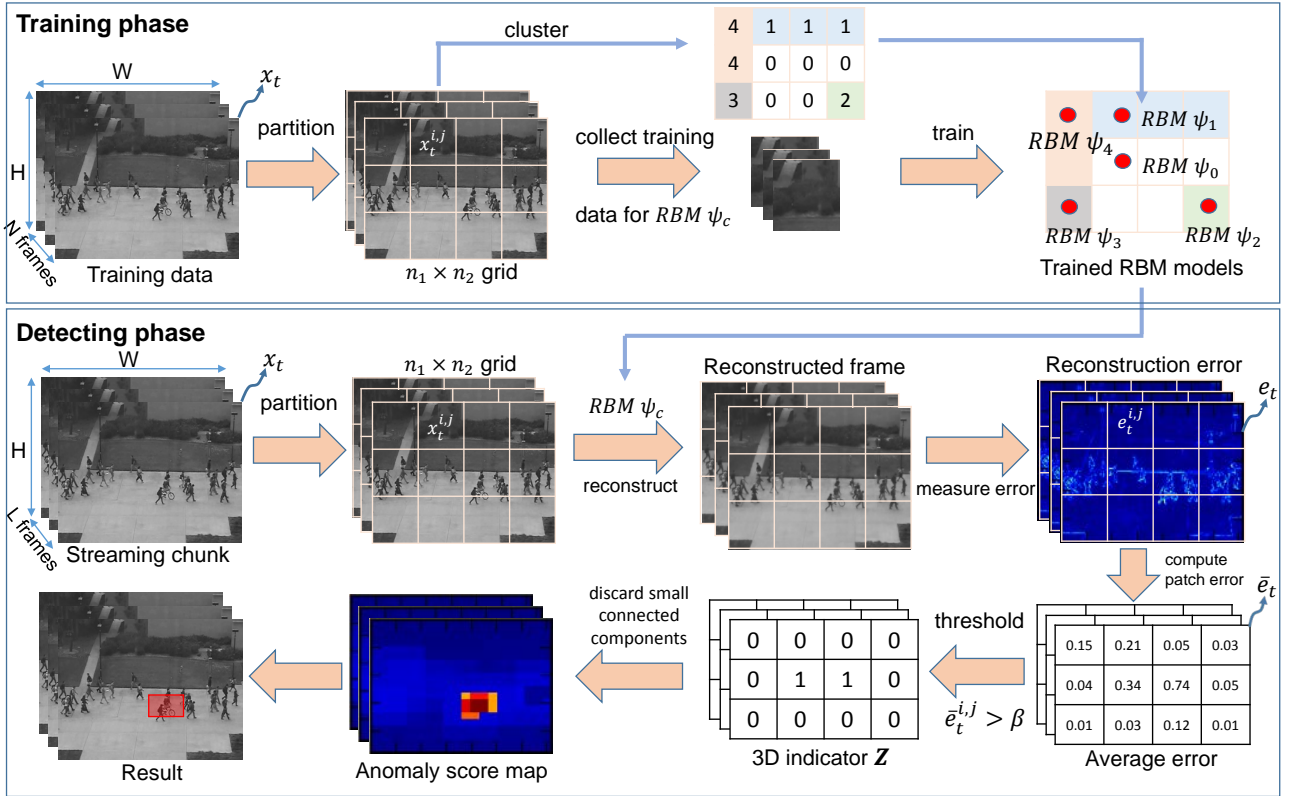 Training phase
W
x_t
H
N frames
Training data
partition
x_t^{i,j}
n_1 × n_2 grid
cluster
4 1 1 1
4 0 0 0
3 0 0 2
collect training
data for RBM ψ_c
train
RBM ψ_1
RBM ψ_4
RBM ψ_0
RBM ψ_3
RBM ψ_2
Trained RBM models
Detecting phase
W
x_t
H
L frames
Streaming chunk
partition
n_1 × n_2 grid
x_t^{i,j}
RBM ψ_c
reconstruct
Reconstructed frame
measure error
Reconstruction error
e_t
e_t^{i,j}
compute
patch error
ē_t
0.15 0.21 0.05 0.03
0.04 0.34 0.74 0.05
0.01 0.03 0.12 0.01
Average error
threshold
ē_t^{i,j} > β
0 0 0 0
0 1 1 0
0 0 0 0
3D indicator Z
discard small
connected
components
Anomaly score map
Result